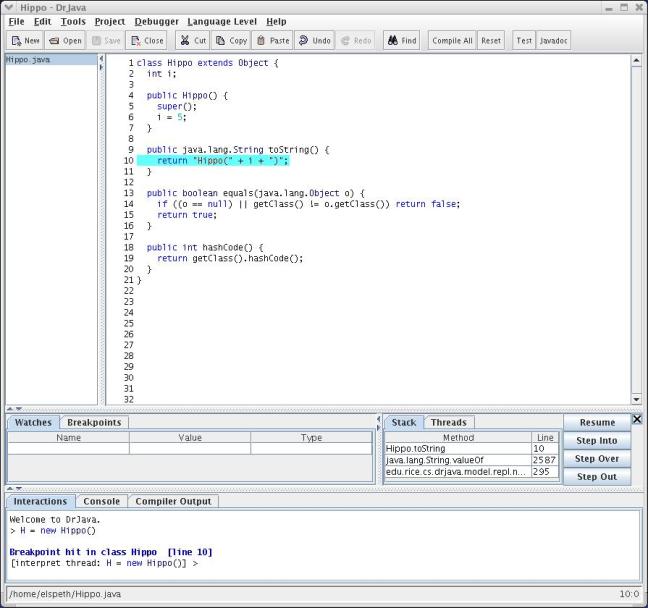 Hippo - DrJava
File Edit Tools Project Debugger Language Level Help
New Open Save Close Cut Copy Paste Undo Redo Find Compile All Reset Test Javadoc
Hippo.java
1 class Hippo extends Object {
2 int i;
3
4 public Hippo() {
5 super();
6 i = 5;
7 }
8
9 public java.lang.String toString() {
10 return "Hippo(" + i + ")";
11 }
12
13 public boolean equals(java.lang.Object o) {
14 if ((o == null) || getClass() != o.getClass()) return false;
15 return true;
16 }
17
18 public int hashCode() {
19 return getClass().hashCode();
20 }
21 }
22
23
24
25
26
27
28
29
30
31
32
Watches Breakpoints
Name Value Type
Stack Threads
Method Line
Hippo.toString 10
java.lang.String.valueOf 2587
edu.rice.cs.drjava.model.repl.n... 295
Resume
Step Into
Step Over
Step Out
Interactions Console Compiler Output
Welcome to DrJava.
> H = new Hippo()
Breakpoint hit in class Hippo [line 10]
[interpret thread: H = new Hippo()] >
/home/elspeth/Hippo.java 10:0